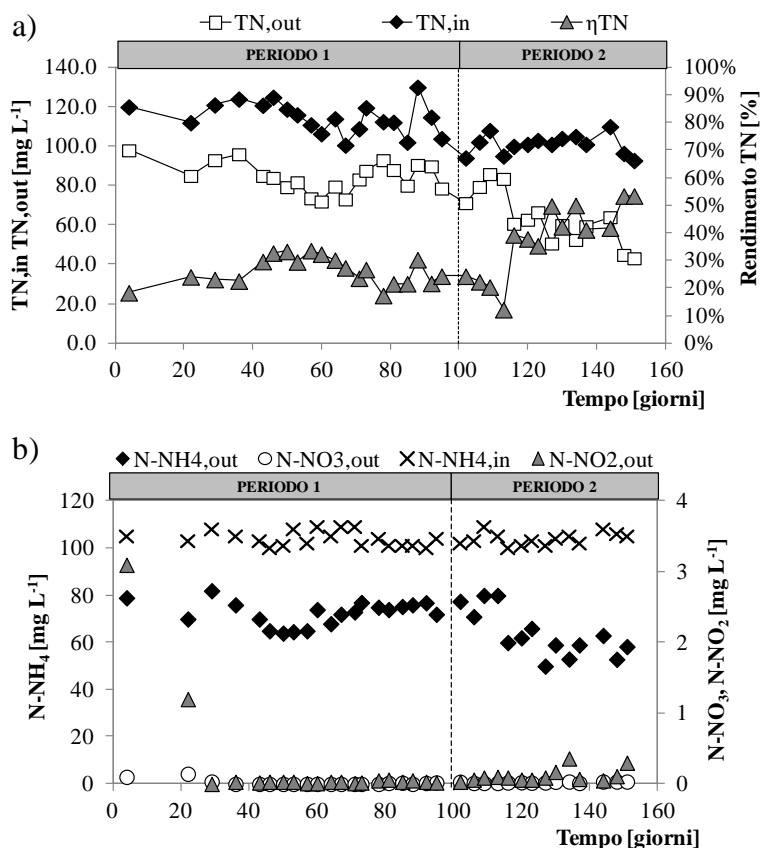 a)
TN,out TN,in ηTN
PERIODO 1 PERIODO 2
140.0 100%
90%
120.0
80%
100.0 70%
80.0 60%
50%
60.0
40%
40.0 30%
20%
20.0
10%
0.0 0%
0 20 40 60 80 100 120 140 160
TN,in TN,out [mg L-1]
Rendimento TN [%]
Tempo [giorni]
b)
N-NH4,out N-NO3,out N-NH4,in N-NO2,out
PERIODO 1 PERIODO 2
120 4
100
3
80
60 2
40
1
20
0 0
0 20 40 60 80 100 120 140 160
N-NH4 [mg L-1]
N-NO3, N-NO2 [mg L-1]
Tempo [giorni]